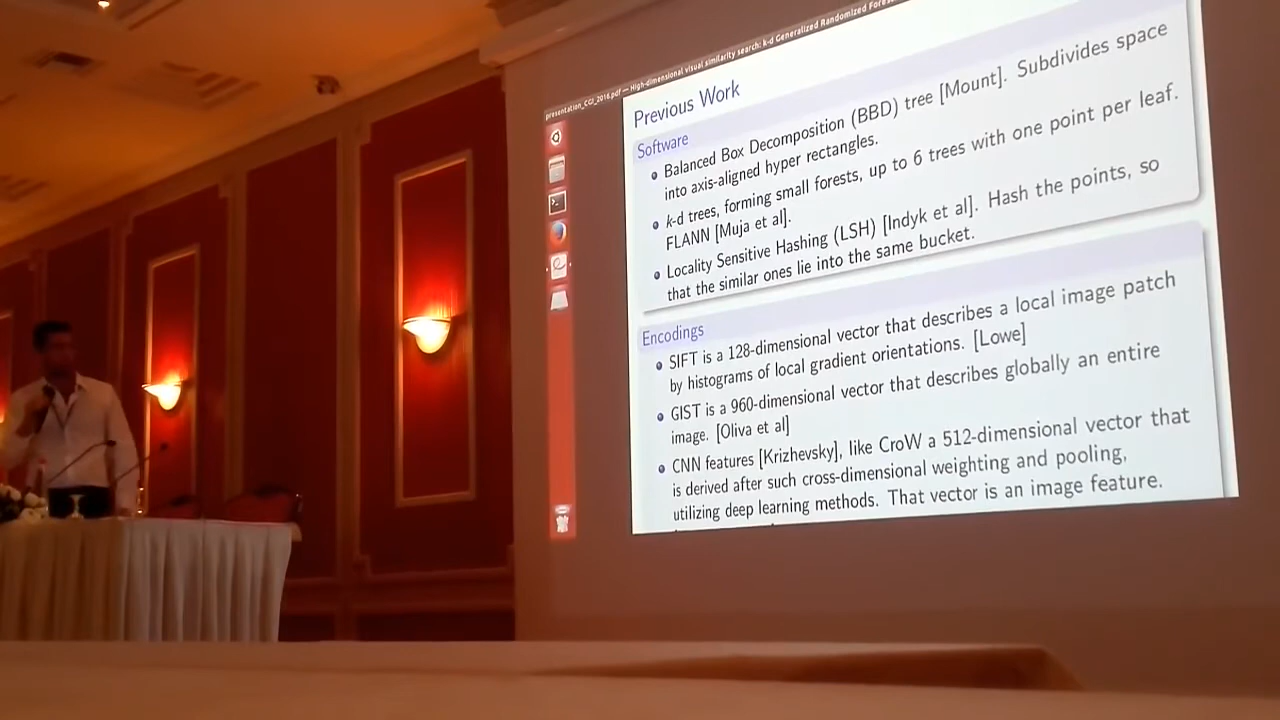 presentation_CGI_2016.pdf — High-dimensional visual similarity search: k-d Generalized Randomized
Previous Work
Software
Balanced Box Decomposition (BBD) tree [Mount]. Subdivides space
into axis-aligned hyper rectangles.
k-d trees, forming small forests, up to 6 trees with one point per leaf.
FLANN [Muja et al].
Locality Sensitive Hashing (LSH) [Indyk et al]. Hash the points, so
that the similar ones lie into the same bucket.
Encodings
SIFT is a 128-dimensional vector that describes a local image patch
by histograms of local gradient orientations. [Lowe]
GIST is a 960-dimensional vector that describes globally an entire
image. [Oliva et al]
CNN features [Krizhevsky], like CroW a 512-dimensional vector that
is derived after such cross-dimensional weighting and pooling,
utilizing deep learning methods. That vector is an image feature.